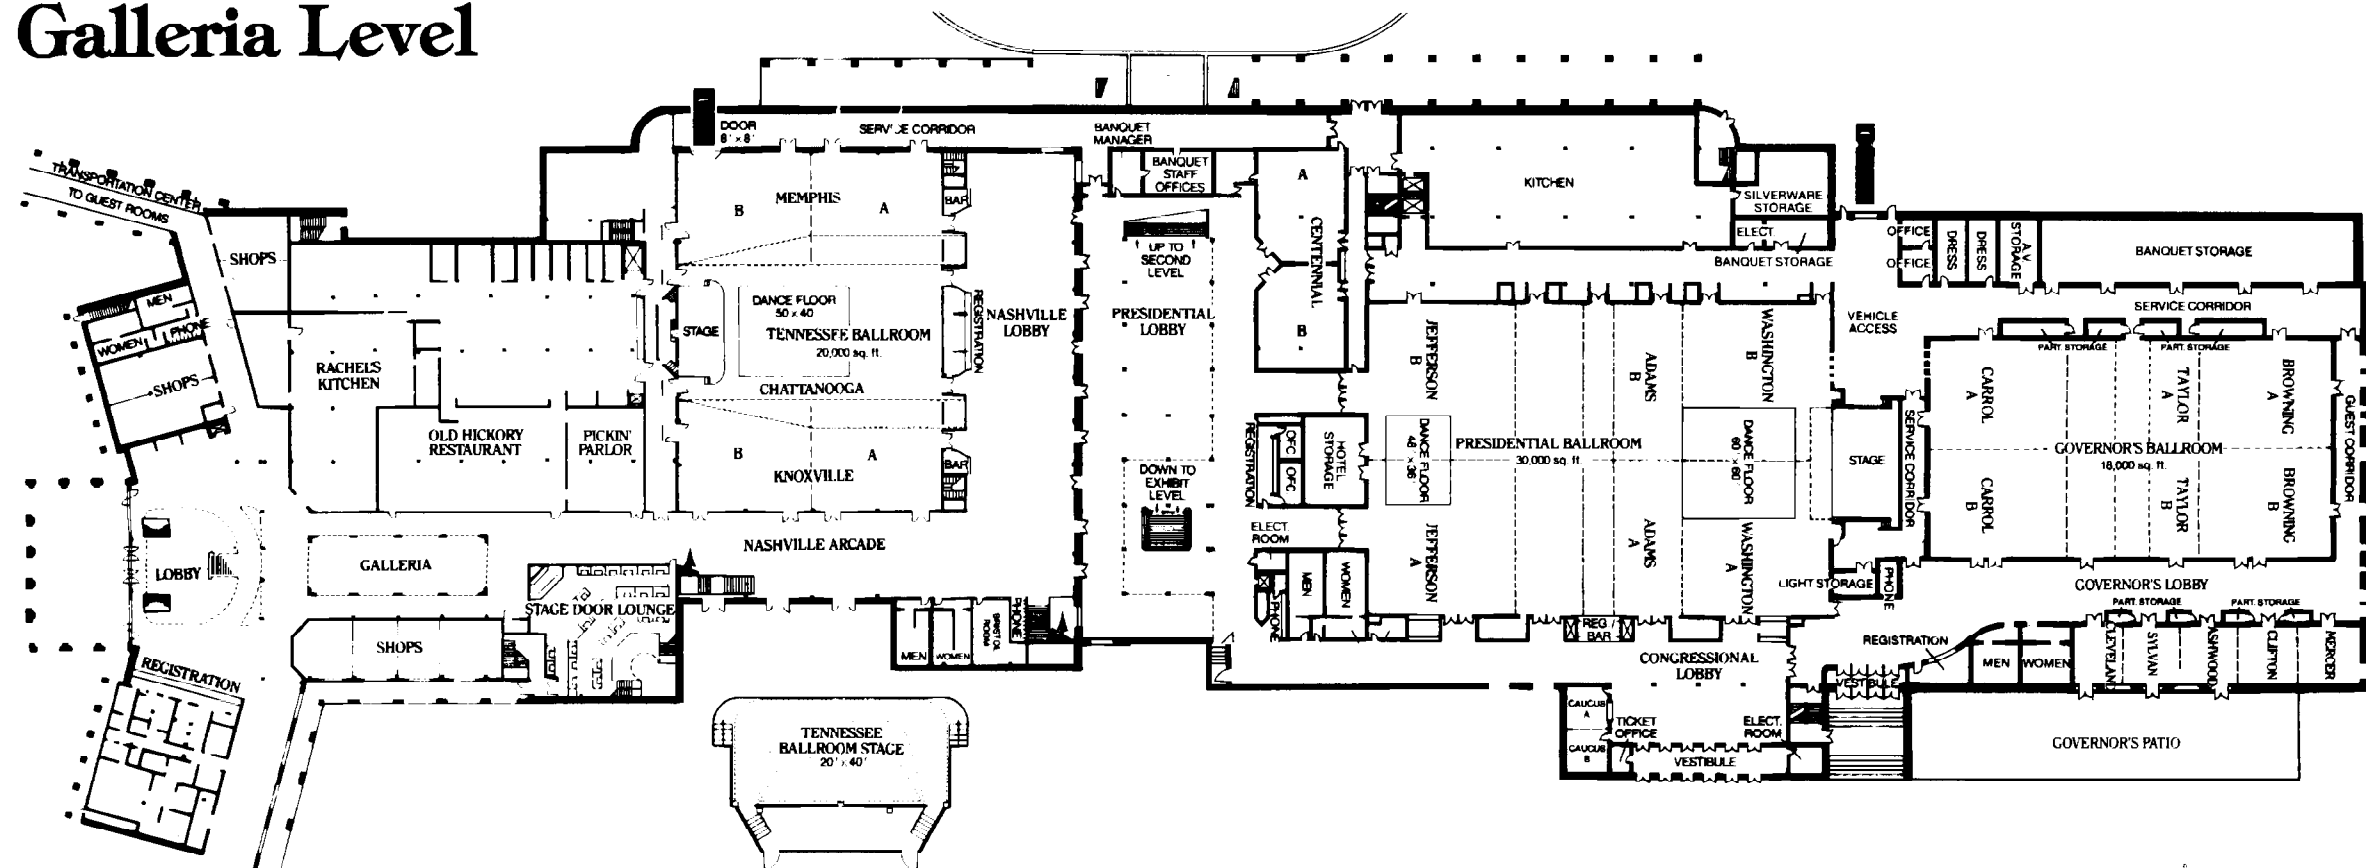 Galleria Level
TRANSPORTATION CENTER
TO GUEST ROOMS
SHOPS
MEN
PHONE
WOMEN
SHOPS
LOBBY
REGISTRATION
RACHEL'S
KITCHEN
OLD HICKORY
RESTAURANT
PICKIN'
PARLOR
GALLERIA
SHOPS
STAGE DOOR LOUNGE
DOOR
8' x 8'
SERVICE CORRIDOR
MEMPHIS
B
A
BAR
STAGE
DANCE FLOOR
50 x 40
TENNESSEE BALLROOM
20,000 sq. ft.
CHATTANOOGA
REGISTRATION
NASHVILLE
LOBBY
B
A
KNOXVILLE
BAR
NASHVILLE ARCADE
MEN
WOMEN
BRISTOL
ROOM
PHONE
TENNESSEE
BALLROOM STAGE
20' x 40'
BANQUET
MANAGER
BANQUET
STAFF
OFFICES
UP TO
SECOND
LEVEL
PRESIDENTIAL
LOBBY
DOWN TO
EXHIBIT
LEVEL
A
CENTENNIAL
B
REGISTRATION
OFC
OFC
HOTEL
STORAGE
ELECT.
ROOM
MEN
WOMEN
PHONE
KITCHEN
SILVERWARE
STORAGE
ELECT.
BANQUET STORAGE
JEFFERSON
B
ADAMS
B
WASHINGTON
B
DANCE FLOOR
48' x 36'
PRESIDENTIAL BALLROOM
30,000 sq. ft.
DANCE FLOOR
60' x 60'
JEFFERSON
A
ADAMS
A
WASHINGTON
A
REG /
BAR
CONGRESSIONAL
LOBBY
CAUCUS
A
CAUCUS
B
TICKET
OFFICE
ELECT.
ROOM
VESTIBULE
VEHICLE
ACCESS
OFFICE
OFFICE
DRESS
DRESS
A.V.
STORAGE
BANQUET STORAGE
SERVICE CORRIDOR
PART. STORAGE
PART. STORAGE
STAGE
SERVICE CORRIDOR
CARROL
A
TAYLOR
A
BROWNING
A
GOVERNOR'S BALLROOM
18,000 sq. ft.
CARROL
B
TAYLOR
B
BROWNING
B
GUEST CORRIDOR
LIGHT STORAGE
PHONE
GOVERNOR'S LOBBY
PART. STORAGE
PART. STORAGE
REGISTRATION
VESTIBULE
MEN
WOMEN
CLEVELAND
SYLVAN
ASHWOOD
CLIFTON
MERCER
GOVERNOR'S PATIO